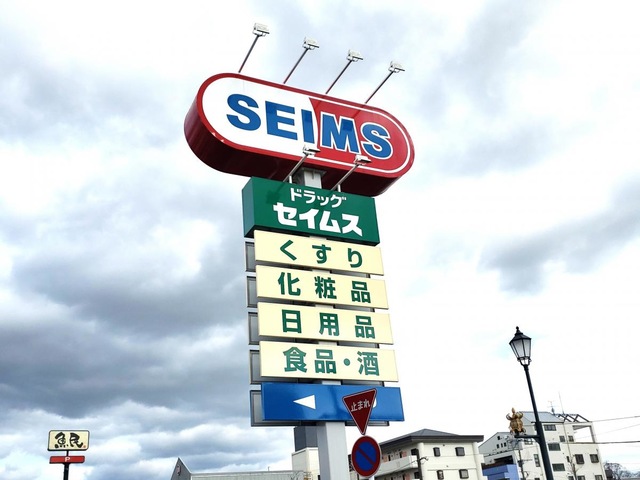 SEIMS
ドラッグ
セイムス
くすり
化粧品
日用品
食品・酒
止まれ
魚民
P